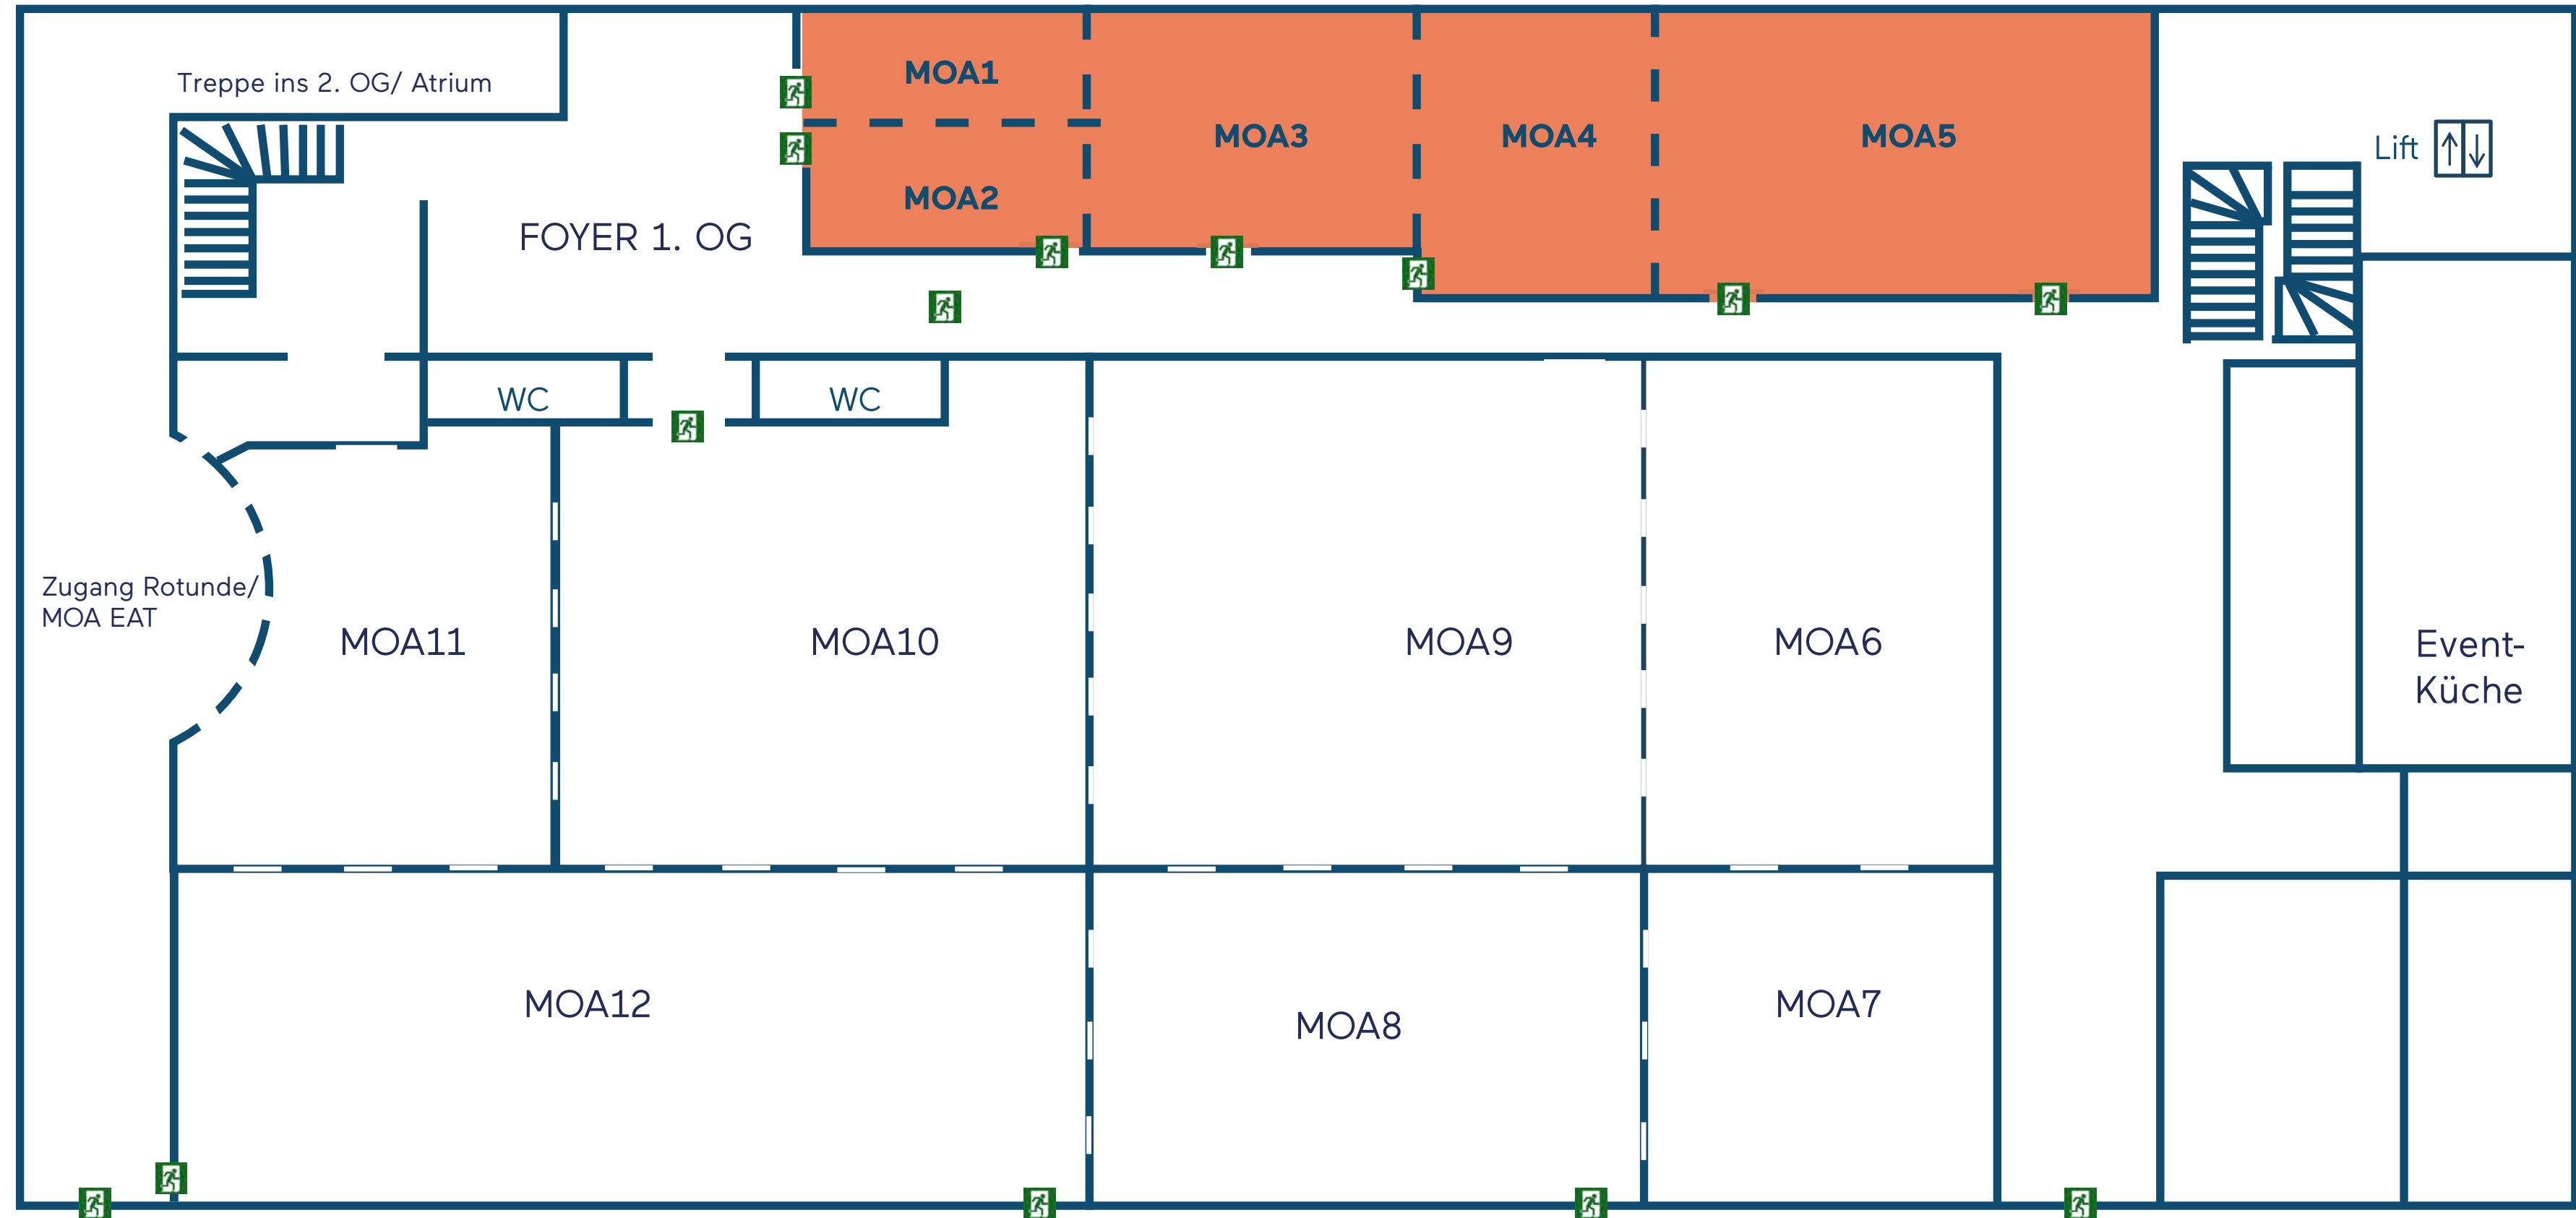 Treppe ins 2. OG/ Atrium
MOA1
MOA2
MOA3
MOA4
MOA5
Lift
FOYER 1. OG
WC
WC
Zugang Rotunde/
MOA EAT
MOA11
MOA10
MOA9
MOA6
Event-
Küche
MOA12
MOA8
MOA7